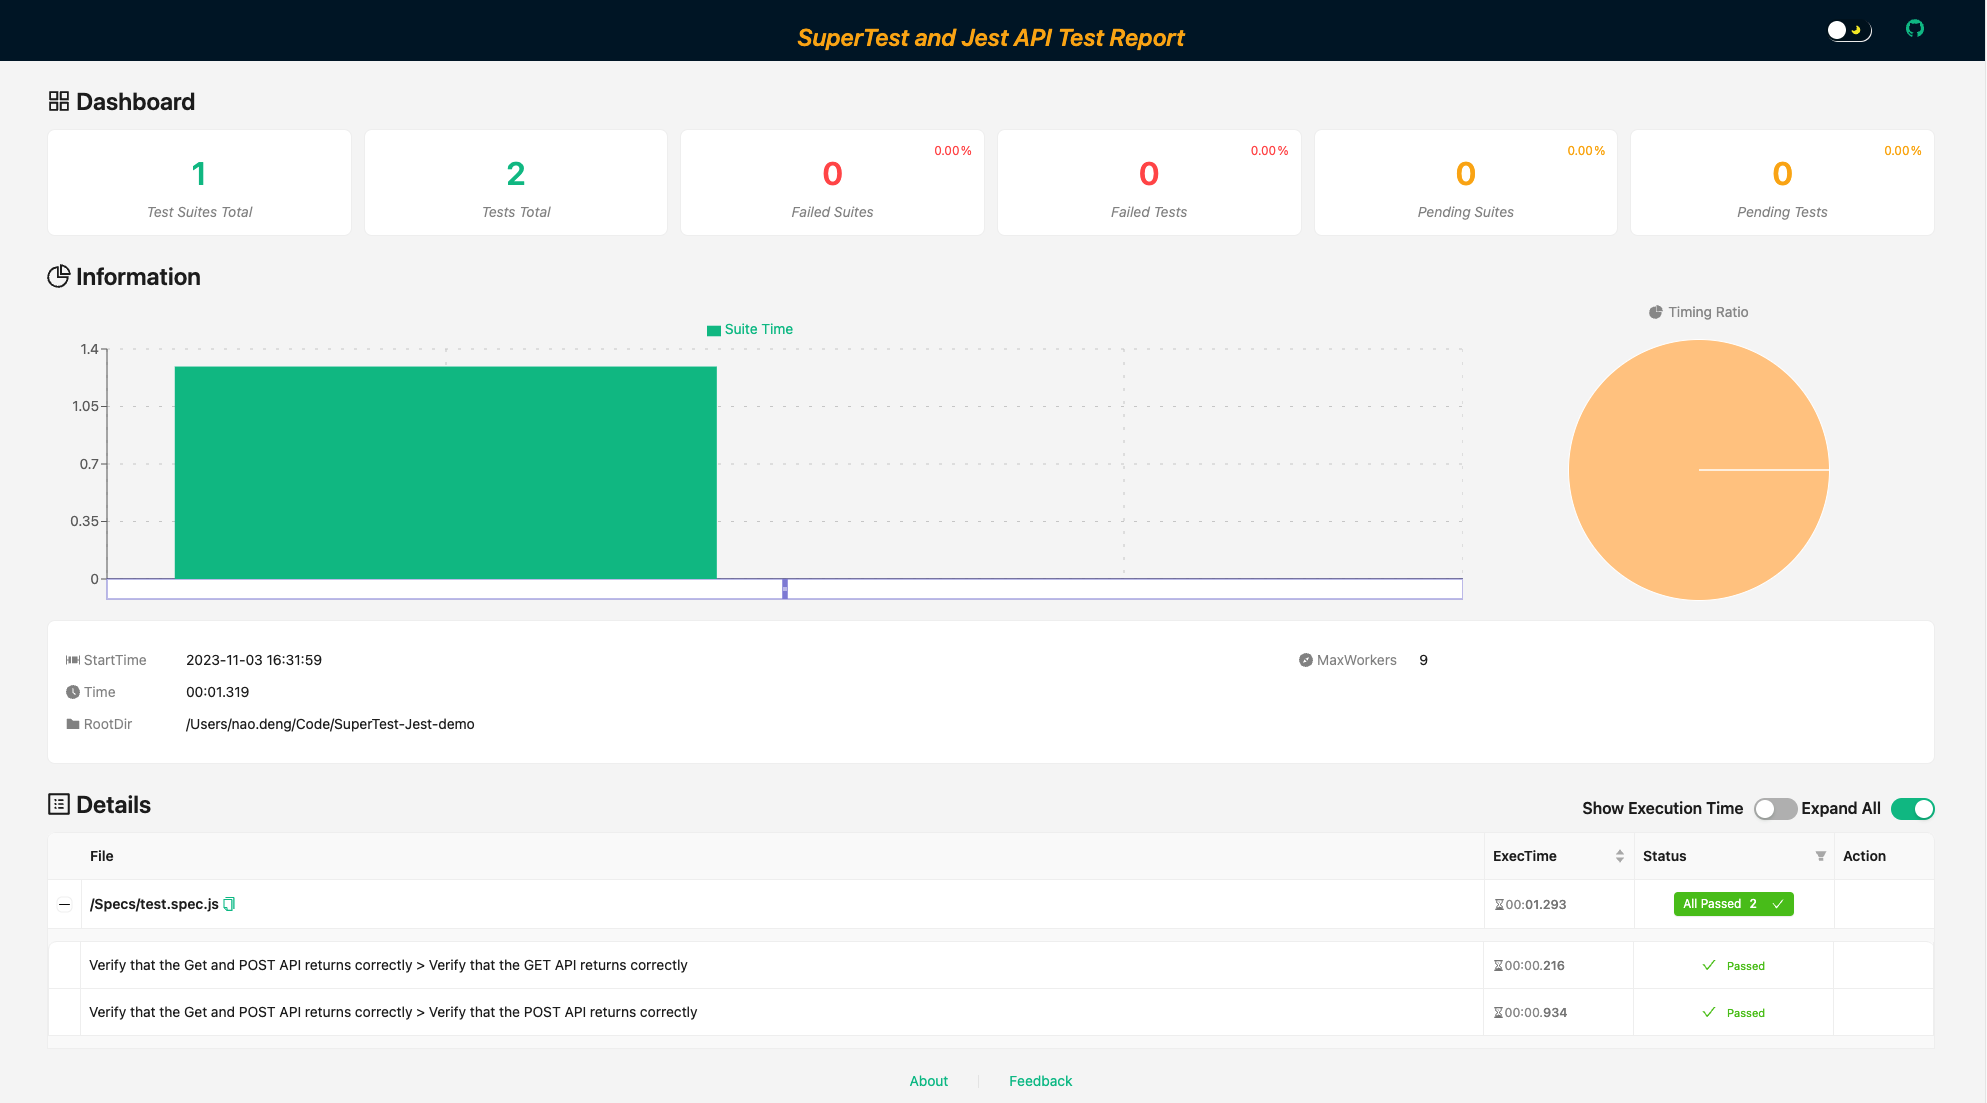 SuperTest and Jest API Test Report
Dashboard
1
Test Suites Total
2
Tests Total
0.00%
0
Failed Suites
0.00%
0
Failed Tests
0.00%
0
Pending Suites
0.00%
0
Pending Tests
Information
Suite Time
1.4
1.05
0.7
0.35
0
Timing Ratio
StartTime 2023-11-03 16:31:59
MaxWorkers 9
Time 00:01.319
RootDir /Users/nao.deng/Code/SuperTest-Jest-demo
Details
Show Execution Time Expand All
File ExecTime Status Action
/Specs/test.spec.js 00:01.293 All Passed 2
Verify that the Get and POST API returns correctly > Verify that the GET API returns correctly 00:00.216 Passed
Verify that the Get and POST API returns correctly > Verify that the POST API returns correctly 00:00.934 Passed
About Feedback